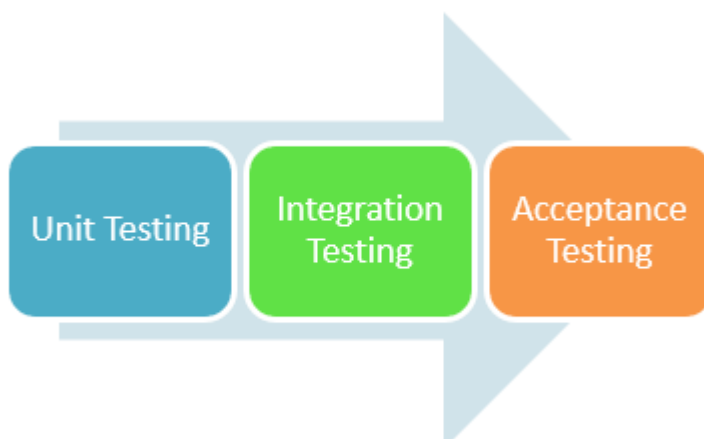 Unit Testing
Integration
Testing
Acceptance
Testing